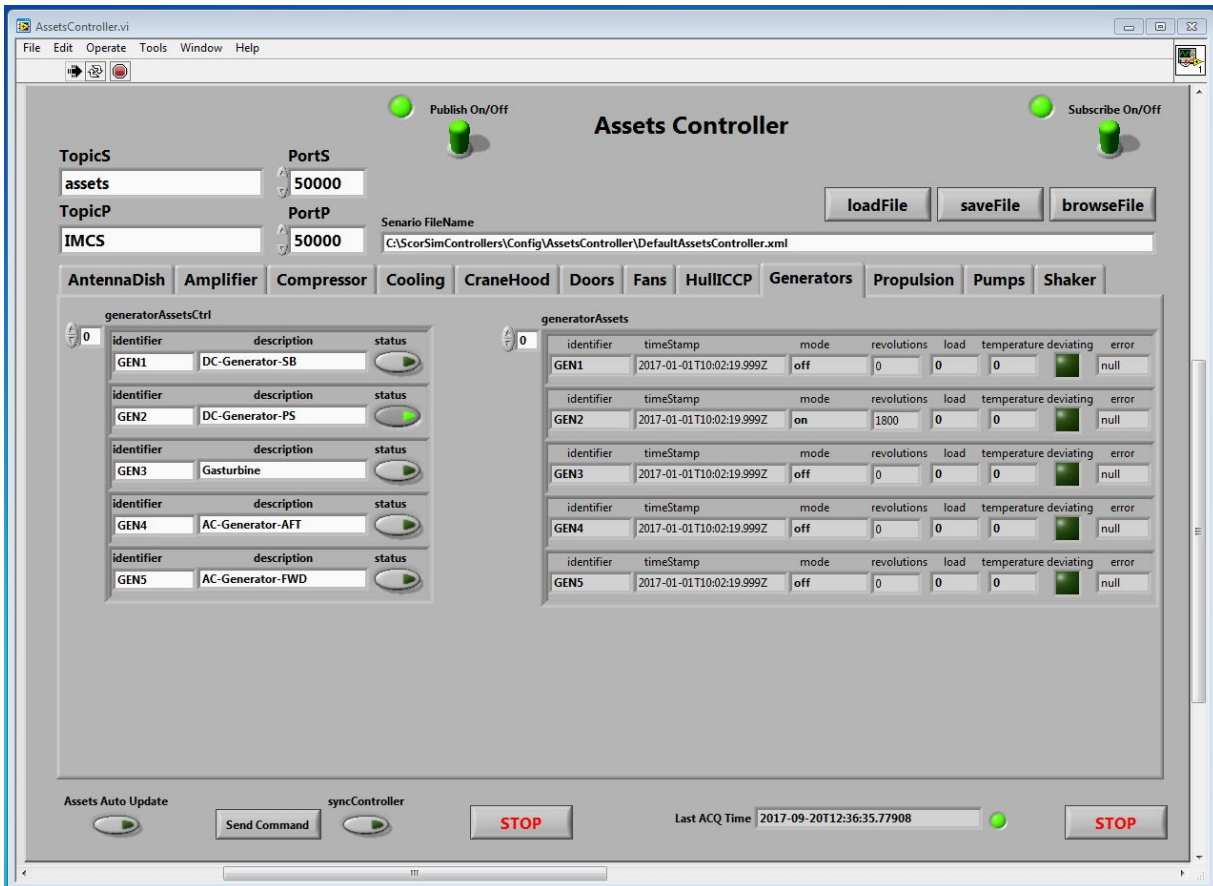 AssetsController.vi
File Edit Operate Tools Window Help
1
Publish On/Off
Assets Controller
Subscribe On/Off
TopicS PortS
assets 50000
TopicP PortP
IMCS 50000
loadFile saveFile browseFile
Senario FileName
C:\ScorSimControllers\Config\AssetsController\DefaultAssetsController.xml
AntennaDish Amplifier Compressor Cooling CraneHood Doors Fans HullICCP Generators Propulsion Pumps Shaker
generatorAssetsCtrl
0
identifier description status
GEN1 DC-Generator-SB
identifier description status
GEN2 DC-Generator-PS
identifier description status
GEN3 Gasturbine
identifier description status
GEN4 AC-Generator-AFT
identifier description status
GEN5 AC-Generator-FWD
generatorAssets
0
identifier timeStamp mode revolutions load temperature deviating error
GEN1 2017-01-01T10:02:19.999Z off 0 0 0 null
identifier timeStamp mode revolutions load temperature deviating error
GEN2 2017-01-01T10:02:19.999Z on 1800 0 0 null
identifier timeStamp mode revolutions load temperature deviating error
GEN3 2017-01-01T10:02:19.999Z off 0 0 0 null
identifier timeStamp mode revolutions load temperature deviating error
GEN4 2017-01-01T10:02:19.999Z off 0 0 0 null
identifier timeStamp mode revolutions load temperature deviating error
GEN5 2017-01-01T10:02:19.999Z off 0 0 0 null
Assets Auto Update
Send Command
syncController
STOP
Last ACQ Time 2017-09-20T12:36:35.77908
STOP